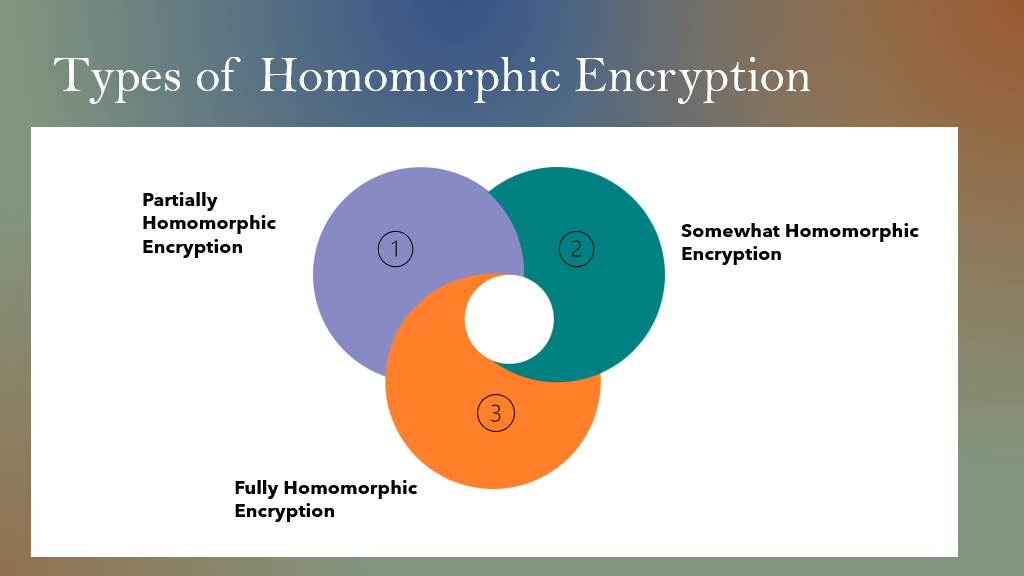 Types of Homomorphic Encryption
Partially
Homomorphic
Encryption
1
2
Somewhat Homomorphic
Encryption
3
Fully Homomorphic
Encryption